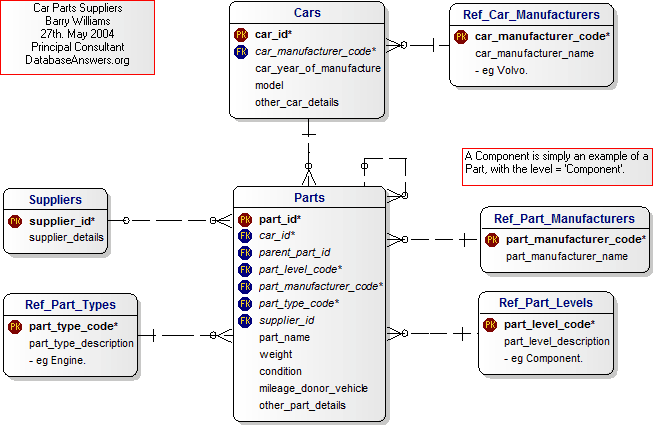 Car Parts Suppliers
Barry Williams
27th. May 2004
Principal Consultant
DatabaseAnswers.org
Cars
Pk car_id*
Fk car_manufacturer_code*
car_year_of_manufacture
model
other_car_details
Ref_Car_Manufacturers
Pk car_manufacturer_code*
car_manufacturer_name
- eg Volvo.
A Component is simply an example of a
Part, with the level = 'Component'.
Suppliers
Pk supplier_id*
supplier_details
Parts
Pk part_id*
Fk car_id*
Fk parent_part_id
Fk part_level_code*
Fk part_manufacturer_code*
Fk part_type_code*
Fk supplier_id
part_name
weight
condition
mileage_donor_vehicle
other_part_details
Ref_Part_Manufacturers
Pk part_manufacturer_code*
part_manufacturer_name
Ref_Part_Types
Pk part_type_code*
part_type_description
- eg Engine.
Ref_Part_Levels
Pk part_level_code*
part_level_description
- eg Component.